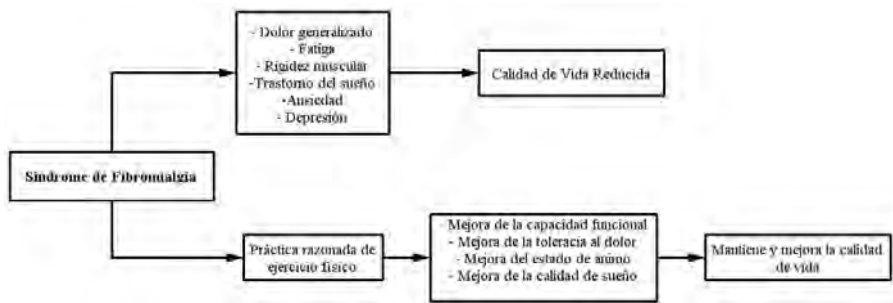 - Dolor generalizado
- Fatiga
- Rigidez muscular
-Trastorno del sueño
- Ansiedad
- Depresión
Calidad de Vida Reducida
Síndrome de Fibromialgia
Práctica razonada de
ejercicio físico
Mejora de la capacidad funcional
- Mejora de la toleracia al dolor
- Mejora del estado de animo
- Mejora de la calidad de sueño
Mantiene y mejora la calidad
de vida